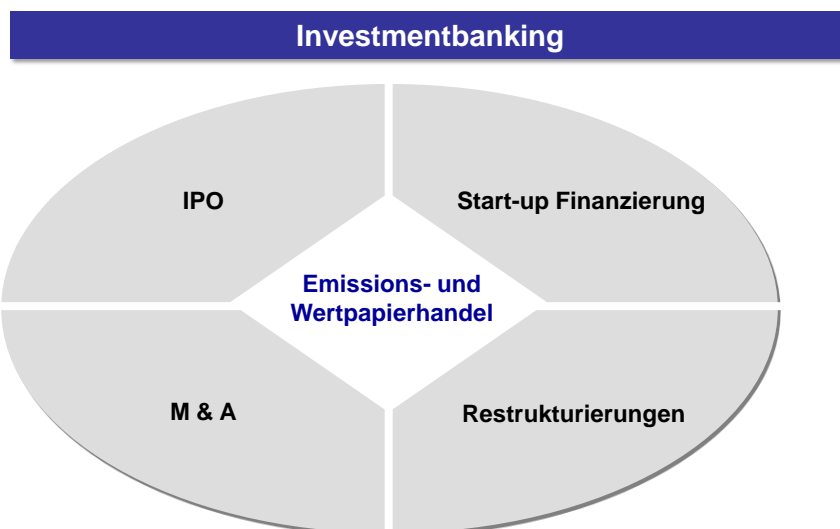 Investmentbanking
IPO
Start-up Finanzierung
Emissions- und
Wertpapierhandel
M & A
Restrukturierungen